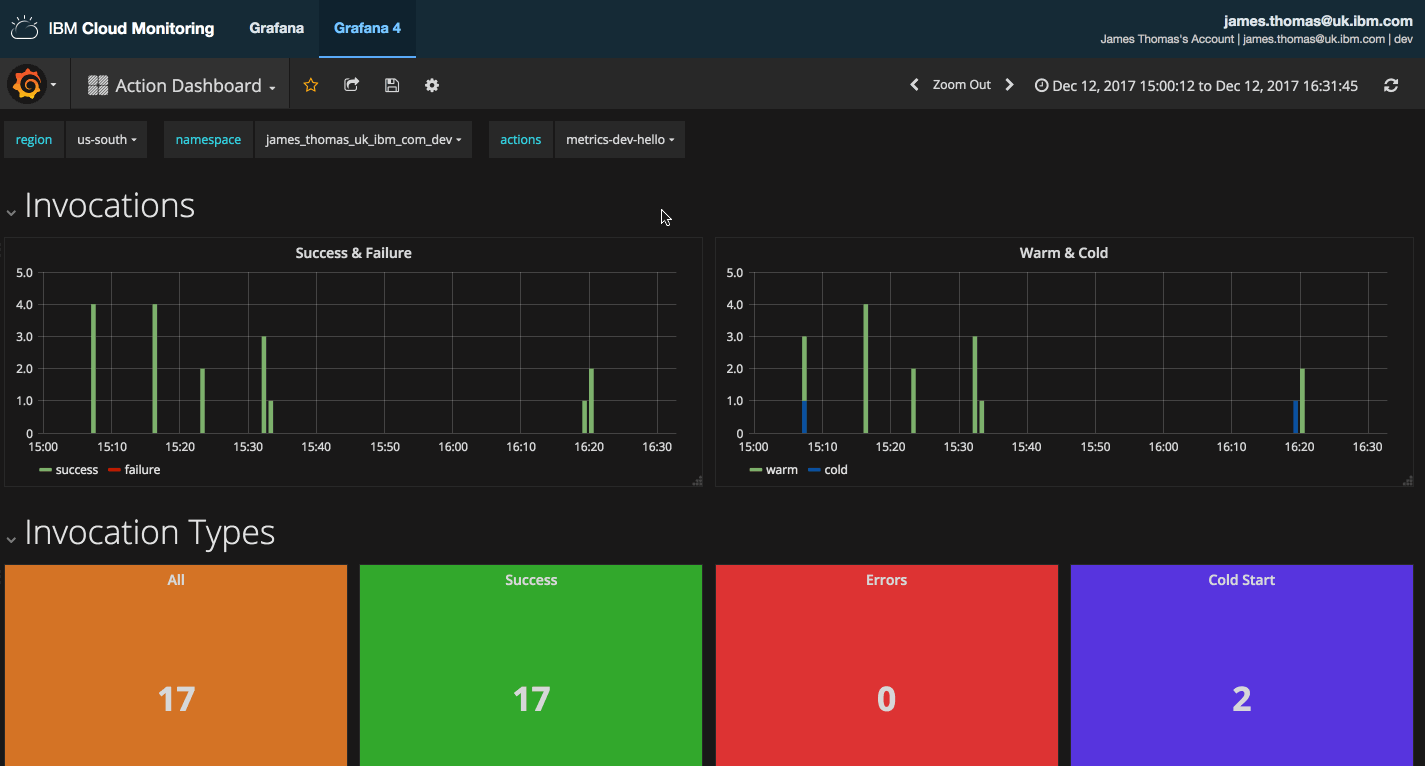 IBM Cloud Monitoring Grafana Grafana 4 james.thomas@uk.ibm.com
James Thomas's Account | james.thomas@uk.ibm.com | dev
Action Dashboard Zoom Out Dec 12, 2017 15:00:12 to Dec 12, 2017 16:31:45
region us-south namespace james_thomas_uk_ibm_com_dev actions metrics-dev-hello
Invocations
Success & Failure
5.0
4.0
3.0
2.0
1.0
0
15:00 15:10 15:20 15:30 15:40 15:50 16:00 16:10 16:20 16:30
success failure
Warm & Cold
5.0
4.0
3.0
2.0
1.0
0
15:00 15:10 15:20 15:30 15:40 15:50 16:00 16:10 16:20 16:30
warm cold
Invocation Types
All
17
Success
17
Errors
0
Cold Start
2